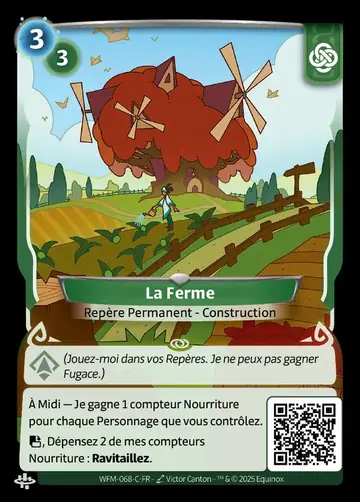 3
3
La Ferme
Repère Permanent - Construction
(Jouez-moi dans vos Repères. Je ne peux pas gagner
Fugace.)
À Midi — Je gagne 1 compteur Nourriture
pour chaque Personnage que vous contrôlez.
, Dépensez 2 de mes compteurs
Nourriture : Ravitaillez.
WFM-068-C-FR - Victor Canton - ™ & © 2025 Equinox